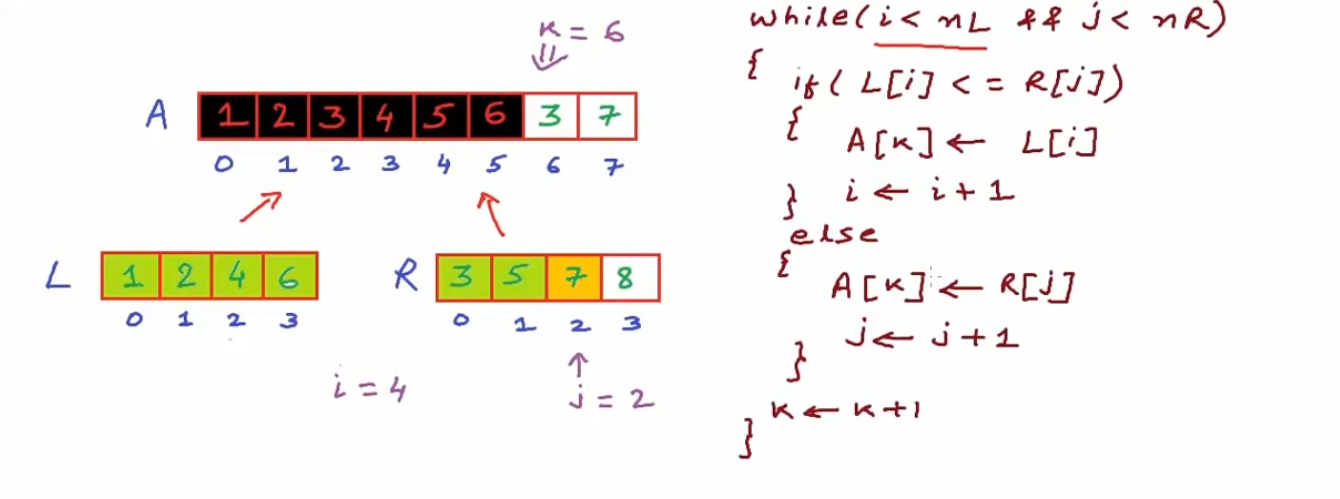 k = 6
A 1 2 3 4 5 6 3 7
0 1 2 3 4 5 6 7
L 1 2 4 6
0 1 2 3
i = 4
R 3 5 7 8
0 1 2 3
j = 2
while(i < nL && j < nR)
{
if( L[i] <= R[j])
{
A[k] ← L[i]
i ← i+1
}
else
{
A[k] ← R[j]
j ← j+1
}
k ← k+1
}